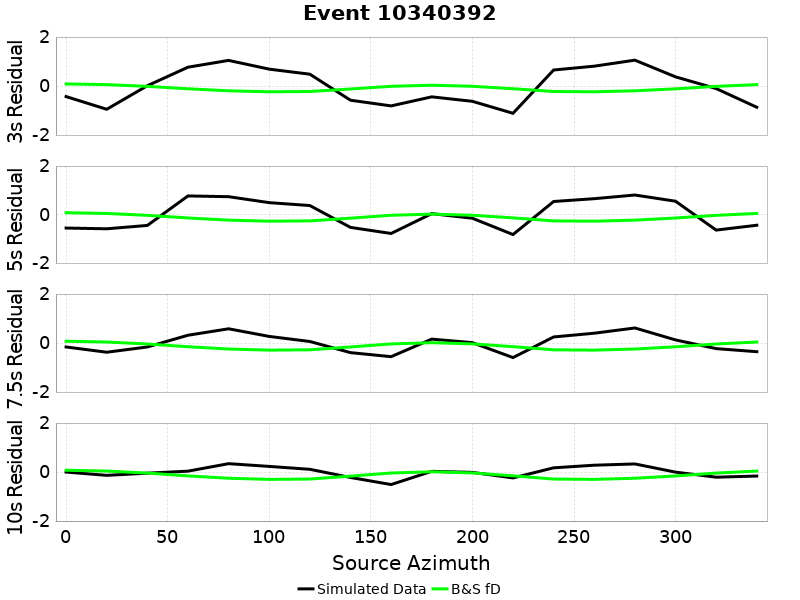 Event 10340392
3s Residual
2
0
-2
5s Residual
2
0
-2
7.5s Residual
2
0
-2
10s Residual
2
0
-2
0 50 100 150 200 250 300
Source Azimuth
Simulated Data B&S fD